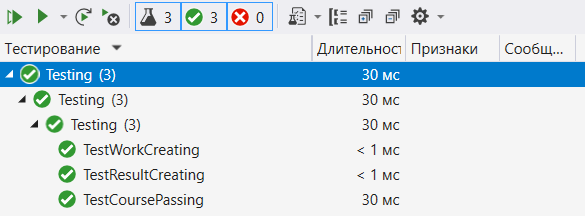 3 3 0
Тестирование Длительност Признаки Сообщ...
Testing (3) 30 мс
Testing (3) 30 мс
Testing (3) 30 мс
TestWorkCreating < 1 мс
TestResultCreating < 1 мс
TestCoursePassing 30 мс